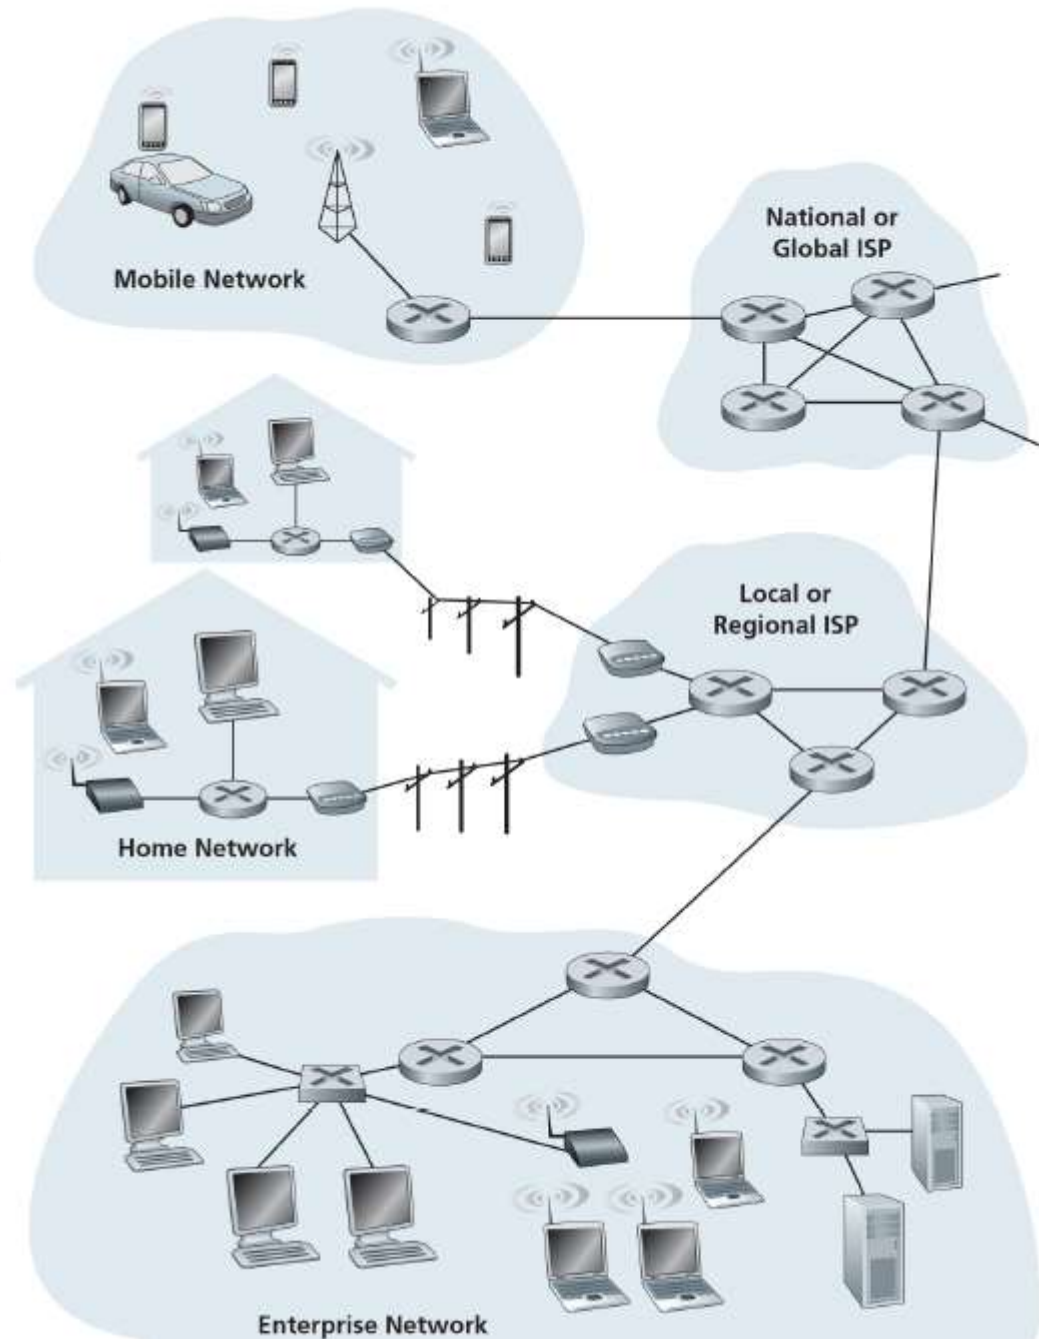 National or
Global ISP
Mobile Network
Local or
Regional ISP
Home Network
Enterprise Network